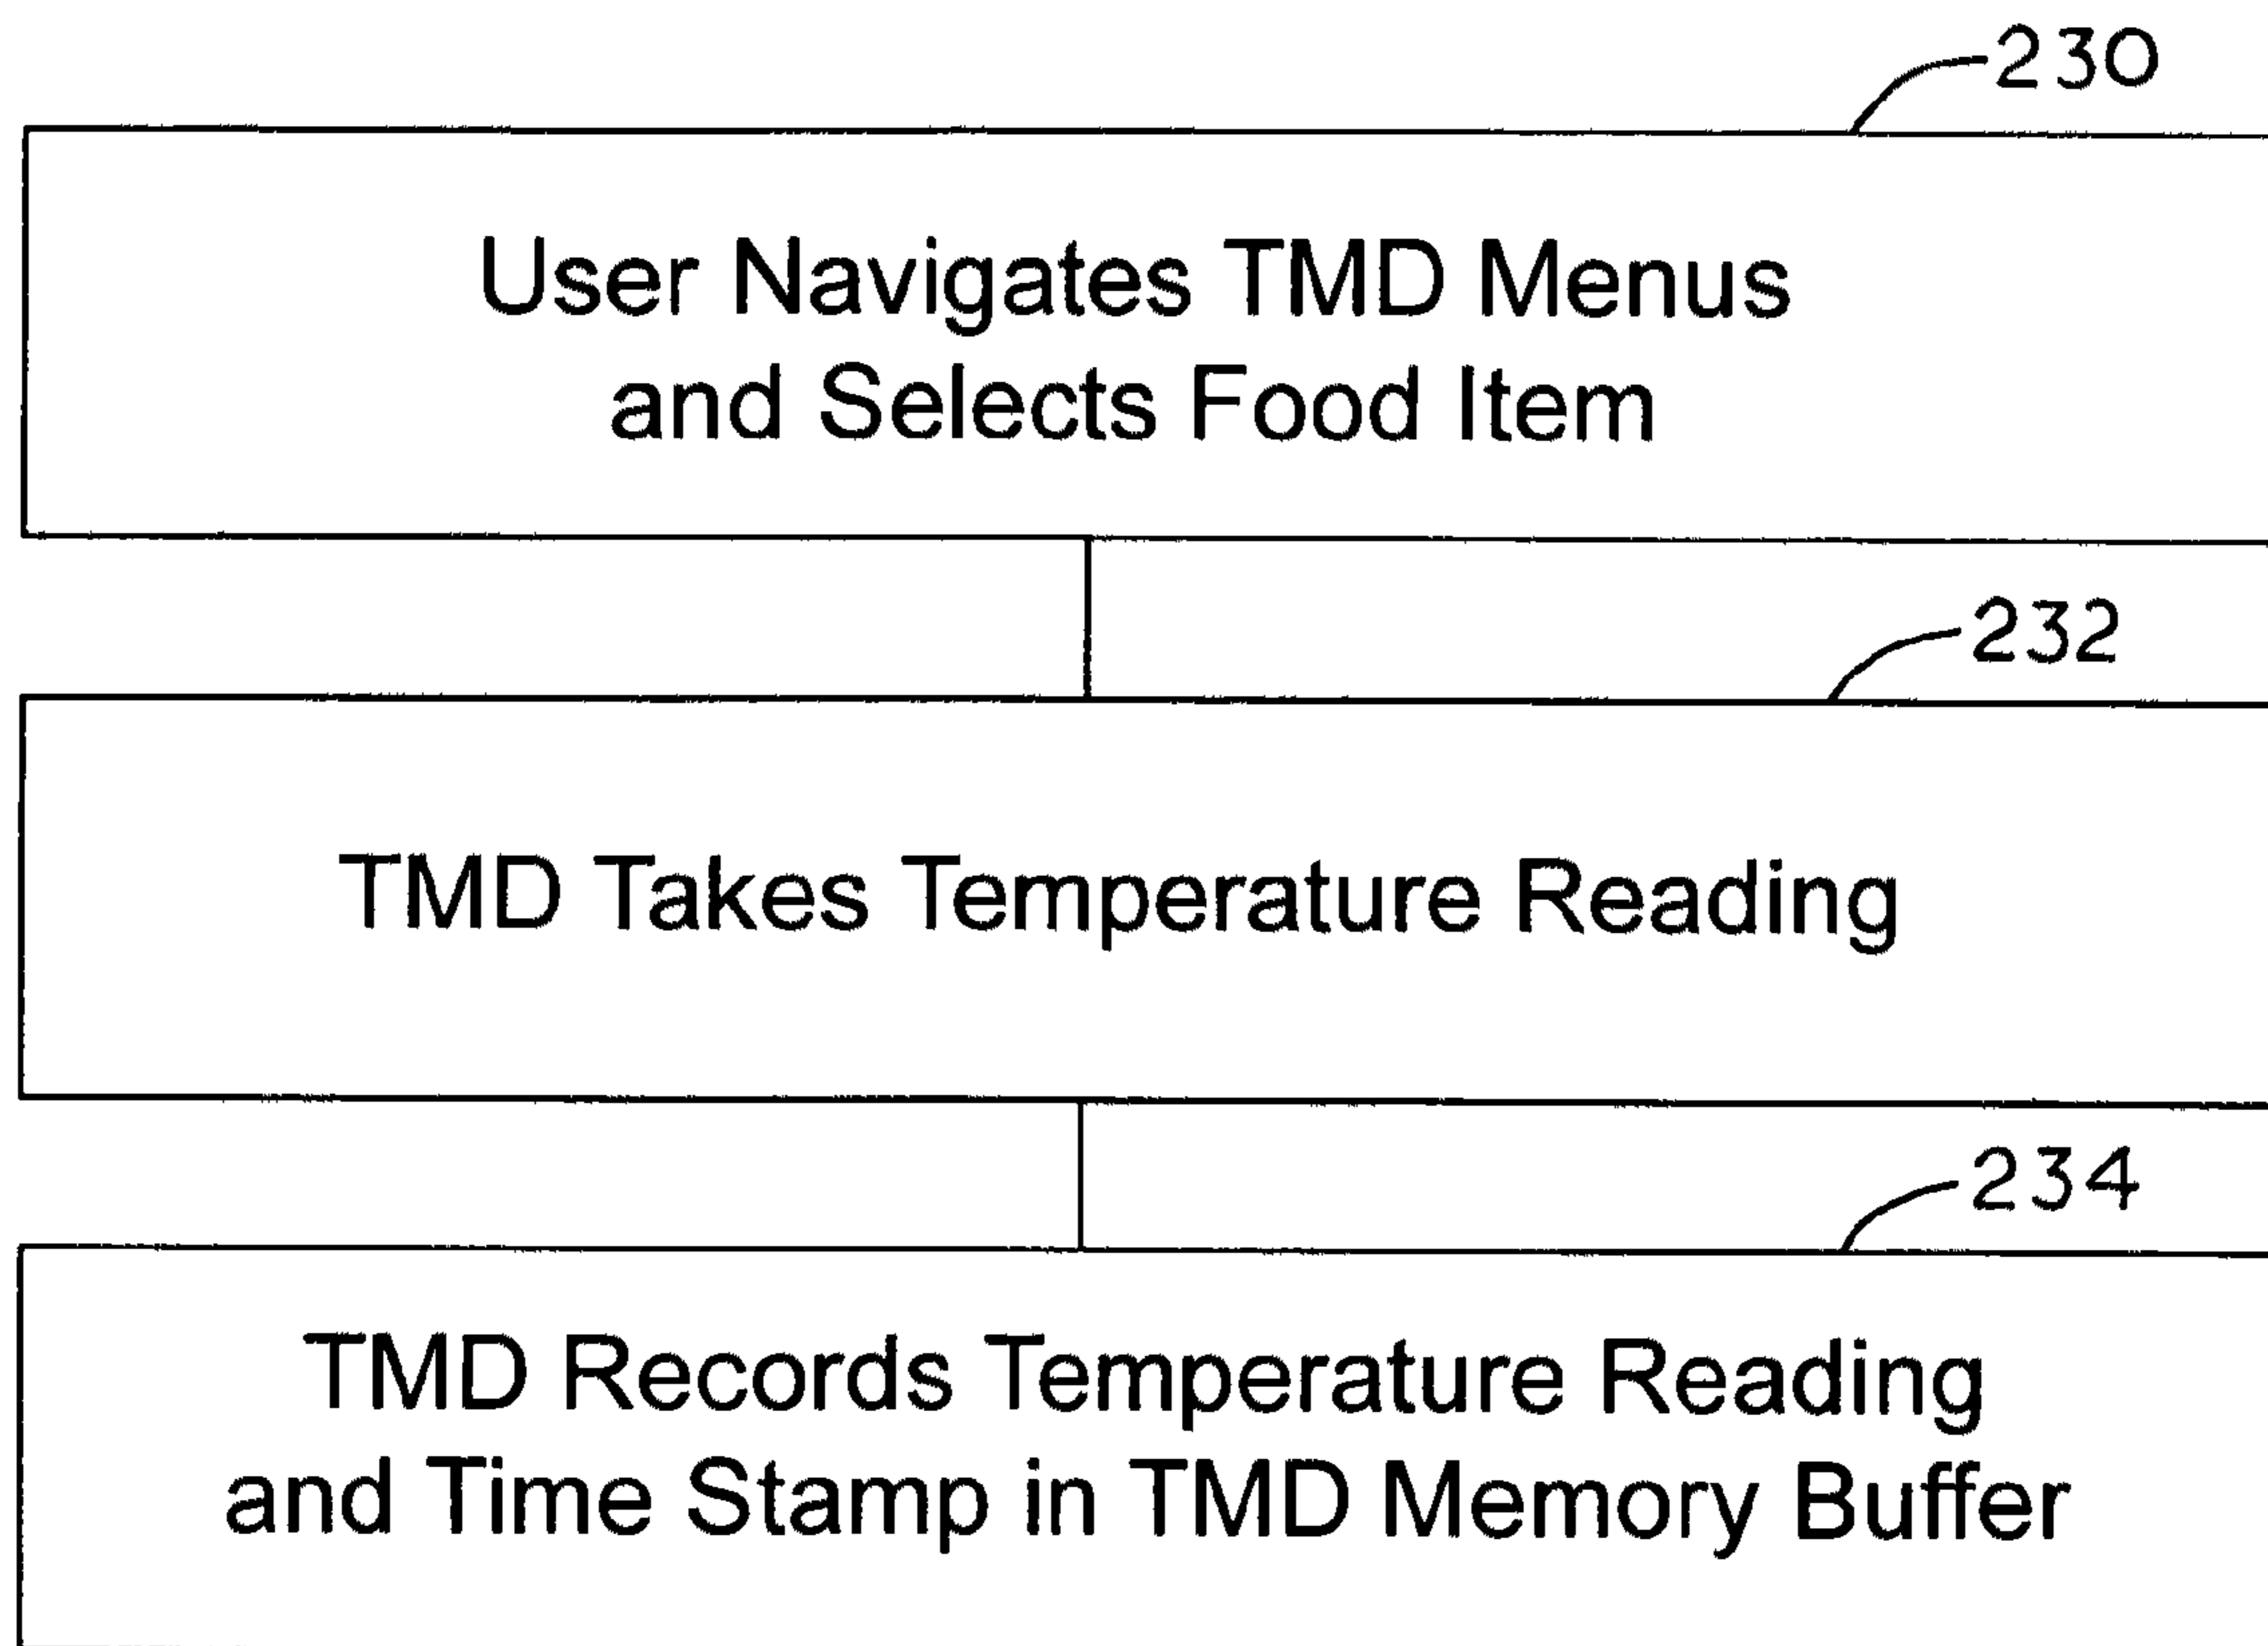 230
User Navigates TMD Menus
and Selects Food Item
232
TMD Takes Temperature Reading
234
TMD Records Temperature Reading
and Time Stamp in TMD Memory Buffer